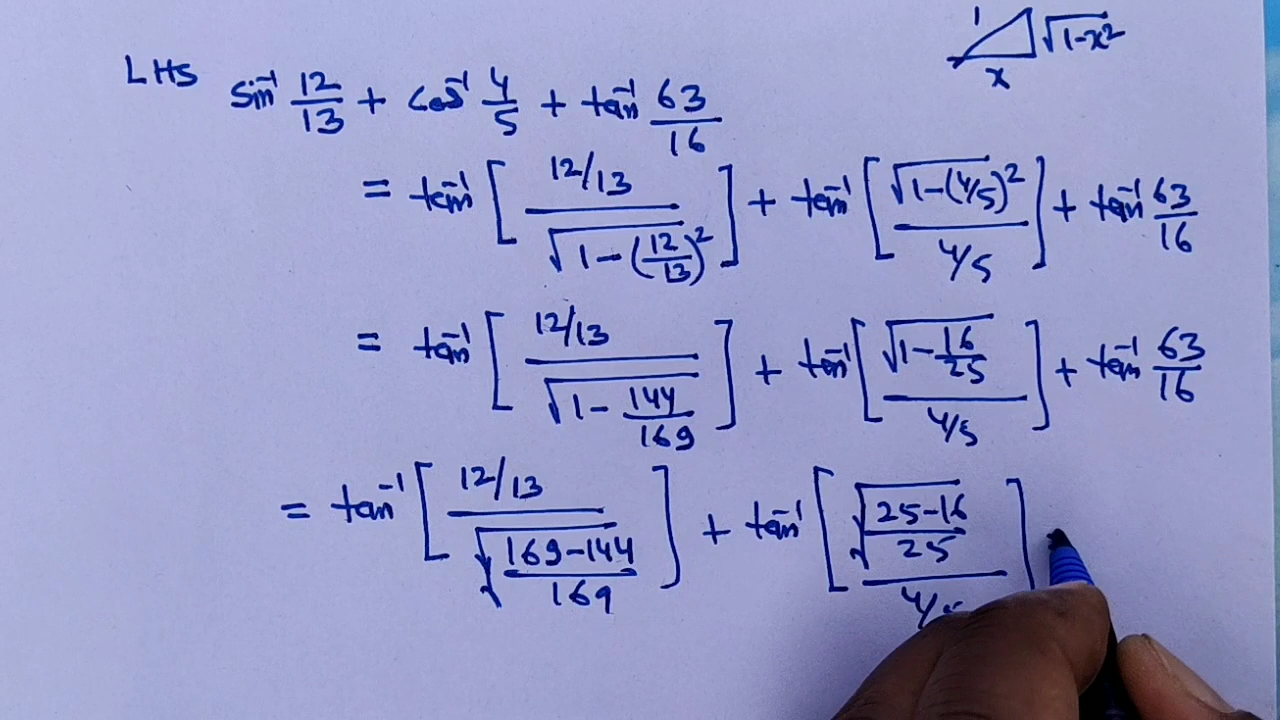 1 √1-x²
x
LHS sin⁻¹ 12/13 + cos⁻¹ 4/5 + tan⁻¹ 63/16
= tan⁻¹ [ (12/13) / √(1-(12/13)²) ] + tan⁻¹ [ √(1-(4/5)²) / (4/5) ] + tan⁻¹ 63/16
= tan⁻¹ [ (12/13) / √(1-144/169) ] + tan⁻¹ [ √(1-16/25) / (4/5) ] + tan⁻¹ 63/16
= tan⁻¹ [ (12/13) / √((169-144)/169) ] + tan⁻¹ [ √((25-16)/25) / (4/5) ]